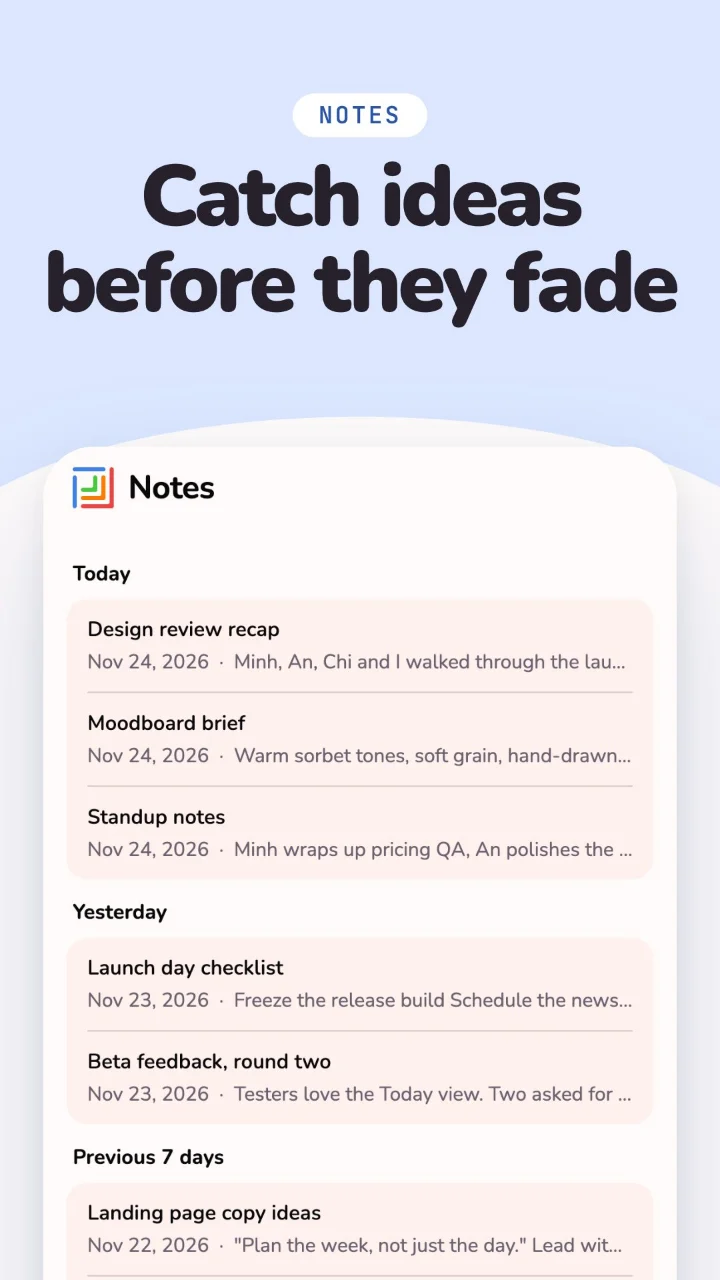 NOTES
Catch ideas
before they fade
Notes
Today
Design review recap
Nov 24, 2026 · Minh, An, Chi and I walked through the lau...
Moodboard brief
Nov 24, 2026 · Warm sorbet tones, soft grain, hand-drawn...
Standup notes
Nov 24, 2026 · Minh wraps up pricing QA, An polishes the ...
Yesterday
Launch day checklist
Nov 23, 2026 · Freeze the release build Schedule the news...
Beta feedback, round two
Nov 23, 2026 · Testers love the Today view. Two asked for ...
Previous 7 days
Landing page copy ideas
Nov 22, 2026 · "Plan the week, not just the day." Lead wit...